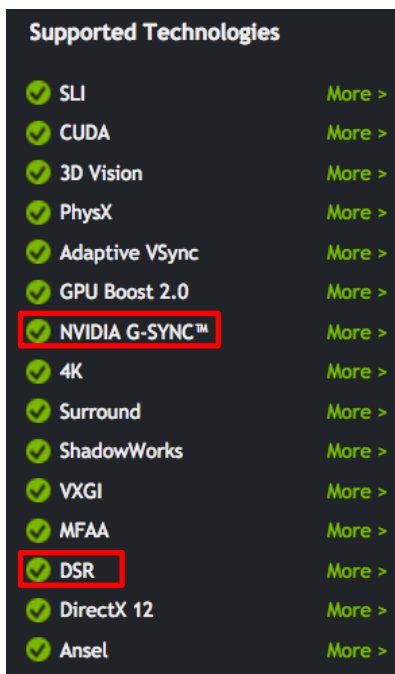 Supported Technologies
SLI More >
CUDA More >
3D Vision More >
PhysX More >
Adaptive VSync More >
GPU Boost 2.0 More >
NVIDIA G-SYNC™ More >
4K More >
Surround More >
ShadowWorks More >
VXGI More >
MFAA More >
DSR More >
DirectX 12 More >
Ansel More >